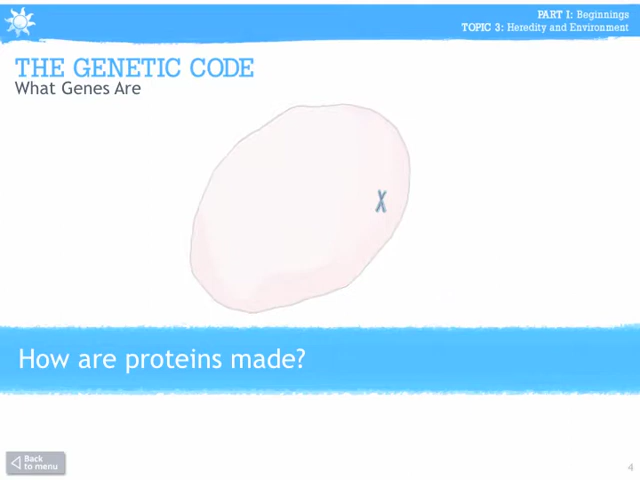 PART I: Beginnings
TOPIC 3: Heredity and Environment
THE GENETIC CODE
What Genes Are
How are proteins made?
Back
to menu
4